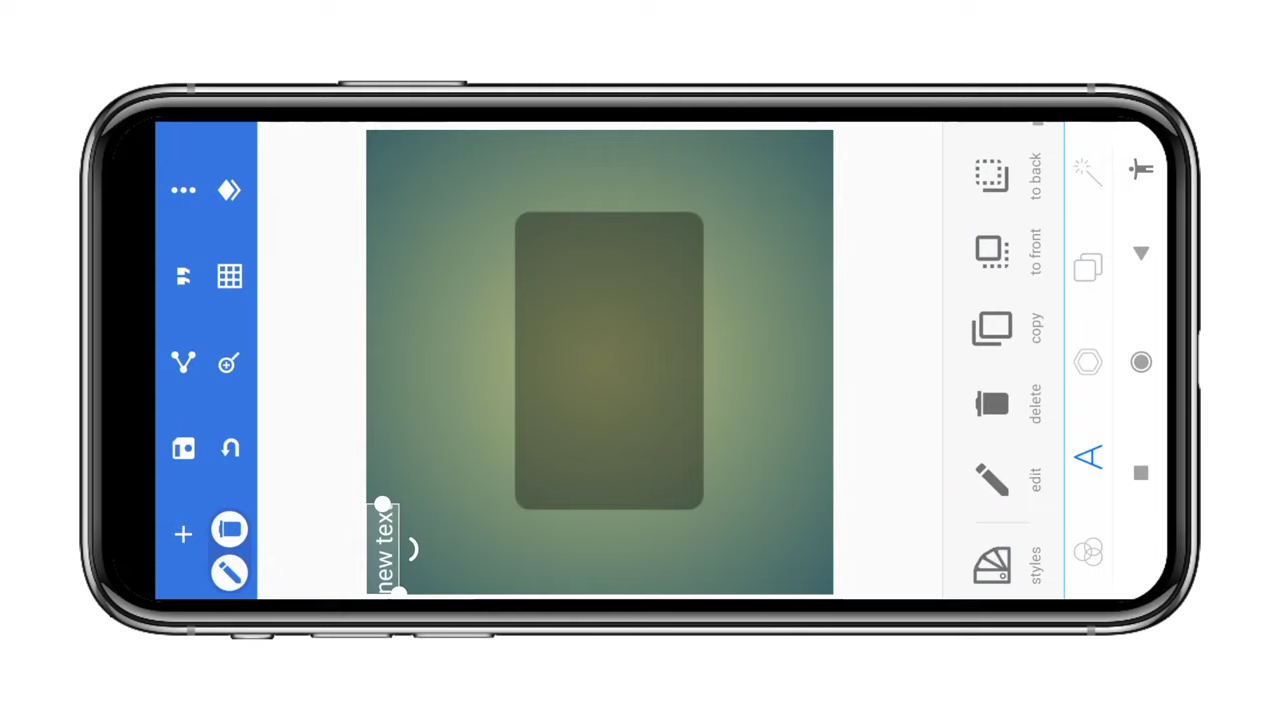 new tex
styles
edit
delete
copy
to front
to back